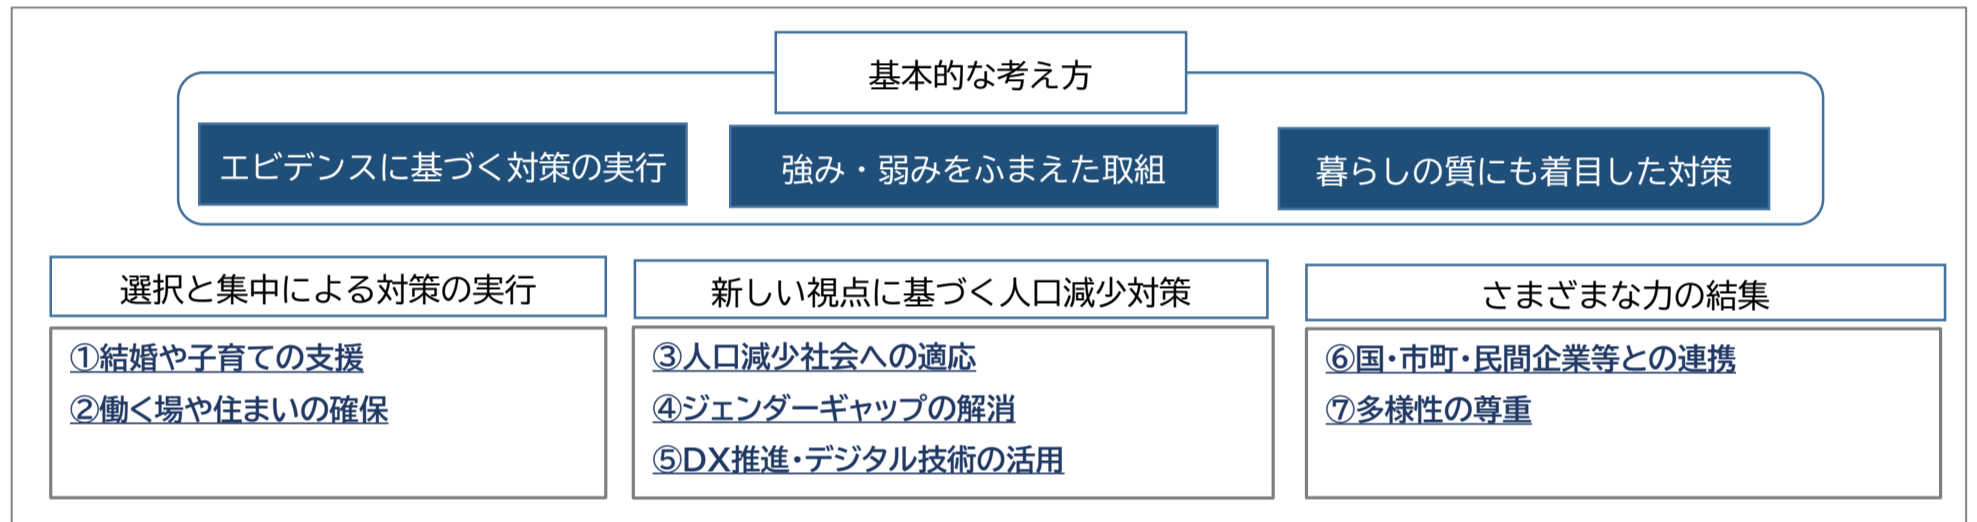 基本的な考え方
エビデンスに基づく対策の実行
強み・弱みをふまえた取組
暮らしの質にも着目した対策
選択と集中による対策の実行
①結婚や子育ての支援
②働く場や住まいの確保
新しい視点に基づく人口減少対策
③人口減少社会への適応
④ジェンダーギャップの解消
⑤DX推進・デジタル技術の活用
さまざまな力の結集
⑥国・市町・民間企業等との連携
⑦多様性の尊重